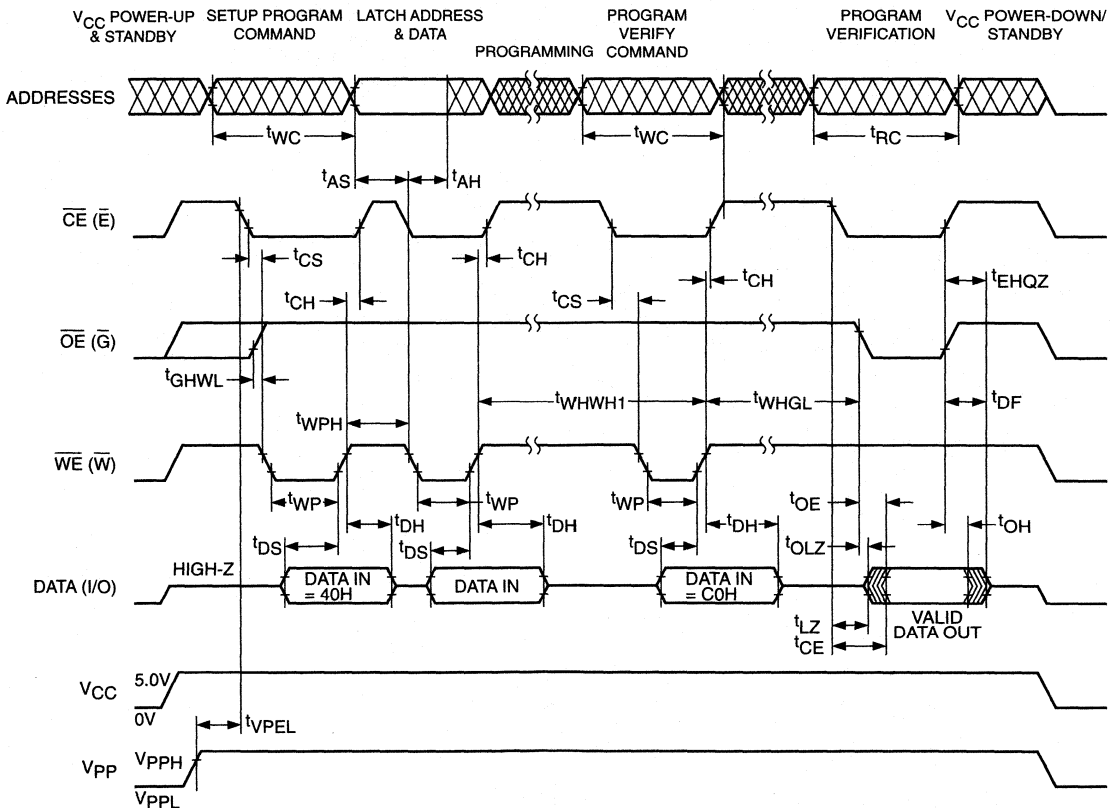 VCC POWER-UP
& STANDBY
SETUP PROGRAM
COMMAND
LATCH ADDRESS
& DATA
PROGRAMMING
PROGRAM
VERIFY
COMMAND
PROGRAM
VERIFICATION
VCC POWER-DOWN/
STANDBY
ADDRESSES
tWC
tWC
tRC
tAS
tAH
CE (E)
tCS
tCH
tCH
tCS
tCH
tEHQZ
OE (G)
tGHWL
tWPH
tWHWH1
tWHGL
tDF
WE (W)
tWP
tWP
tWP
tOE
tDH
tDH
tDH
tOH
tDS
tDS
tDS
tOLZ
DATA (I/O)
HIGH-Z
DATA IN
= 40H
DATA IN
DATA IN
= C0H
VALID
DATA OUT
tLZ
tCE
VCC
5.0V
0V
tVPEL
VPP
VPPH
VPPL